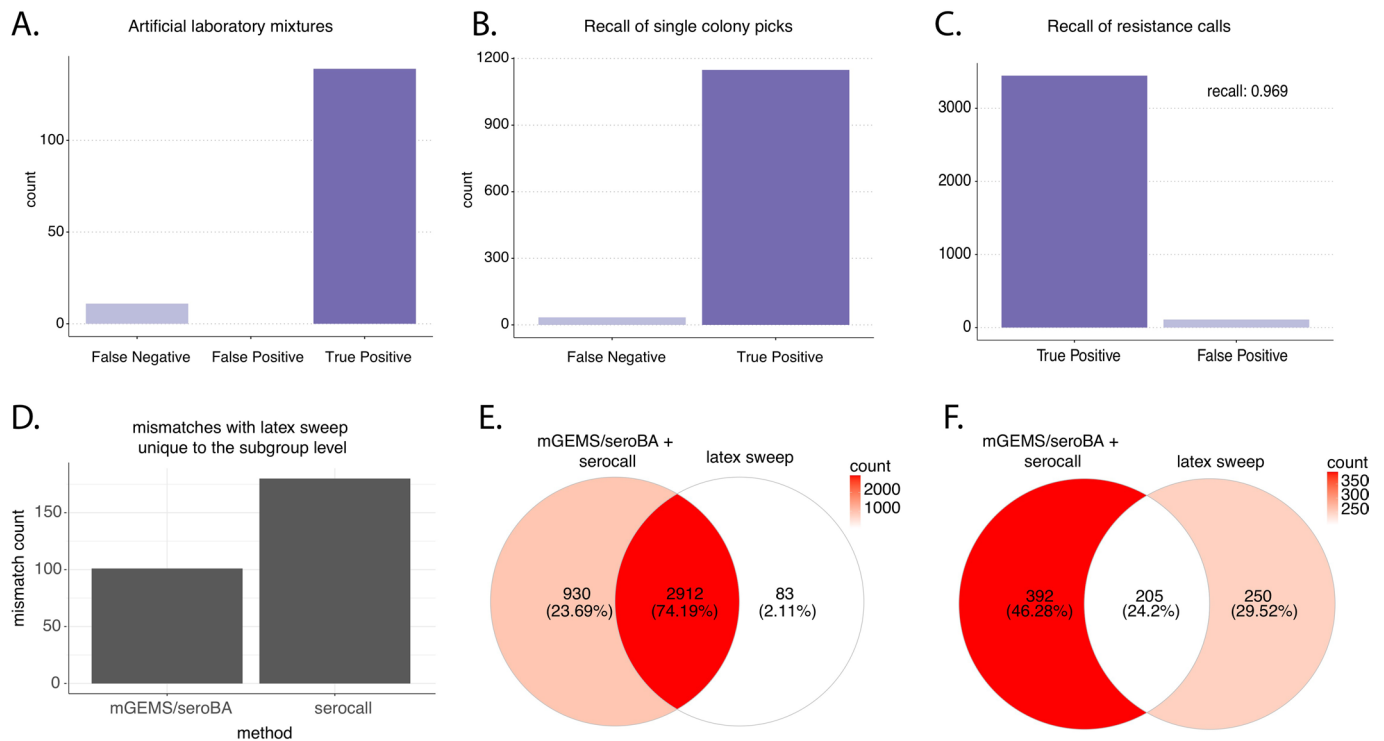 A.
Artificial laboratory mixtures
count
100
50
0
False Negative
False Positive
True Positive
B.
Recall of single colony picks
count
1200
900
600
300
0
False Negative
True Positive
C.
Recall of resistance calls
recall: 0.969
3000
2000
1000
0
True Positive
False Positive
D.
mismatches with latex sweep
unique to the subgroup level
mismatch count
150
100
50
0
mGEMS/seroBA
serocall
method
E.
mGEMS/seroBA +
serocall
latex sweep
count
2000
1000
930
(23.69%)
2912
(74.19%)
83
(2.11%)
F.
mGEMS/seroBA +
serocall
latex sweep
count
350
300
250
392
(46.28%)
205
(24.2%)
250
(29.52%)